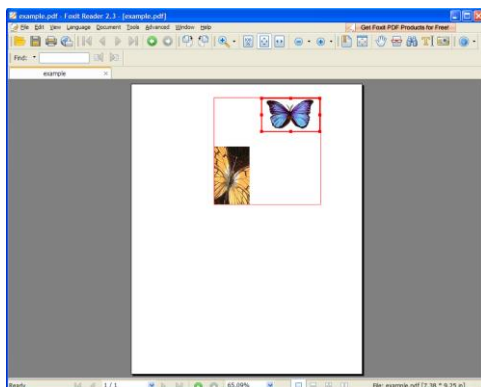 example.pdf - Foxit Reader 2.3 - [example.pdf]
File Edit View Language Document Tools Advanced Window Help
Get Foxit PDF Products for Free!
Find:
example
Ready 1 / 1 65.09% File: example.pdf [7.38 * 9.25 in]